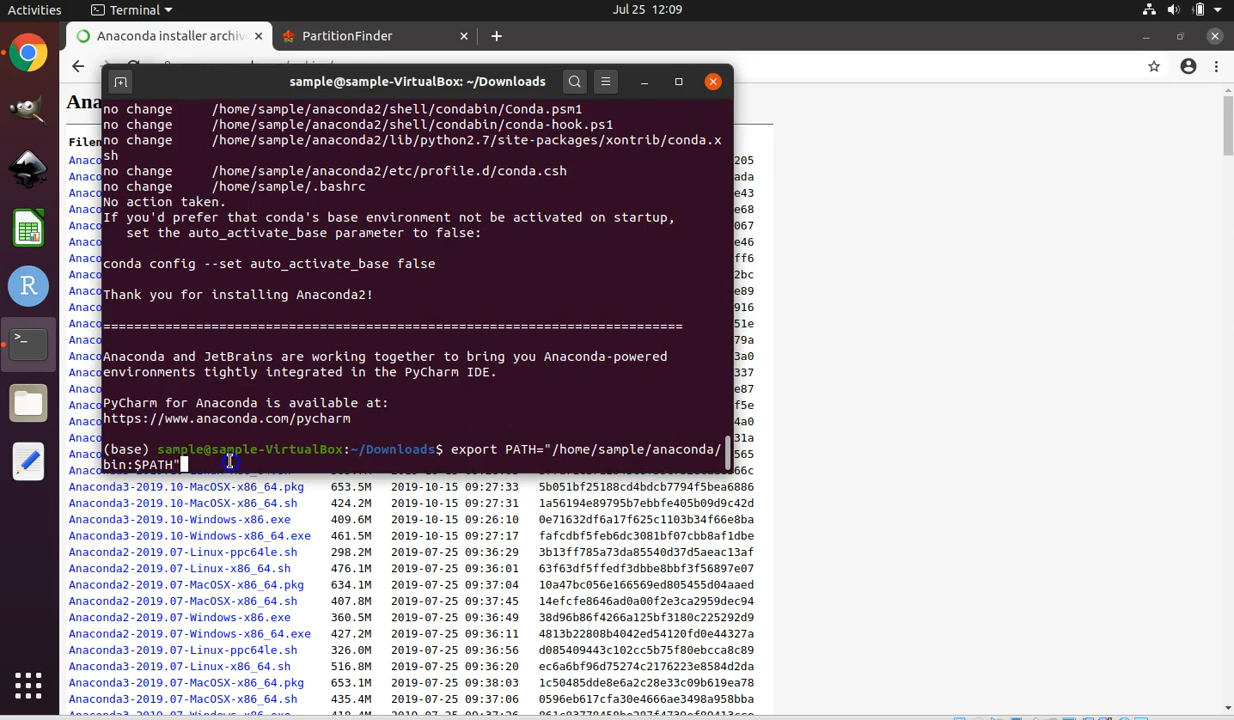 Activities Terminal Jul 25 12:09
Anaconda installer archiv PartitionFinder
sample@sample-VirtualBox: ~/Downloads
no change /home/sample/anaconda2/shell/condabin/Conda.psm1
no change /home/sample/anaconda2/shell/condabin/conda-hook.ps1
no change /home/sample/anaconda2/lib/python2.7/site-packages/xontrib/conda.x
sh
no change /home/sample/anaconda2/etc/profile.d/conda.csh
no change /home/sample/.bashrc
No action taken.
If you'd prefer that conda's base environment not be activated on startup,
set the auto_activate_base parameter to false:
conda config --set auto_activate_base false
Thank you for installing Anaconda2!
===========================================================================
Anaconda and JetBrains are working together to bring you Anaconda-powered
environments tightly integrated in the PyCharm IDE.
PyCharm for Anaconda is available at:
https://www.anaconda.com/pycharm
(base) sample@sample-VirtualBox:~/Downloads$ export PATH="/home/sample/anaconda/
bin:$PATH"
Anaconda3-2019.10-MacOSX-x86_64.pkg 653.5M 2019-10-15 09:27:33 5b051bf25188cd4bdcb7794f5bea6886
Anaconda3-2019.10-MacOSX-x86_64.sh 424.2M 2019-10-15 09:27:31 1a56194e89795b7ebbfe405b09d9c42d
Anaconda3-2019.10-Windows-x86.exe 409.6M 2019-10-15 09:26:10 0e71632df6a17f625c1103b34f66e8ba
Anaconda3-2019.10-Windows-x86_64.exe 461.5M 2019-10-15 09:27:17 fafcdbf5feb6dc3081bf07cbb8af1dbe
Anaconda2-2019.07-Linux-ppc64le.sh 298.2M 2019-07-25 09:36:29 3b13ff785a73da85540d37d5aeac13af
Anaconda2-2019.07-Linux-x86_64.sh 476.1M 2019-07-25 09:36:01 63f63df5ffedf3dbbe8bbf3f56897e07
Anaconda2-2019.07-MacOSX-x86_64.pkg 634.1M 2019-07-25 09:37:04 10a47bc056e166569ed805455d04aaed
Anaconda2-2019.07-MacOSX-x86_64.sh 407.8M 2019-07-25 09:37:45 14efcfe8646ad0a00f2e3ca2959dec94
Anaconda2-2019.07-Windows-x86.exe 360.5M 2019-07-25 09:36:49 38d96b86f4266a125bf3180c225292d9
Anaconda2-2019.07-Windows-x86_64.exe 427.2M 2019-07-25 09:36:11 4813b22808b4042ed54120fd0e44327a
Anaconda3-2019.07-Linux-ppc64le.sh 326.0M 2019-07-25 09:36:56 d085409443c102cc5b75f80ebcca8c89
Anaconda3-2019.07-Linux-x86_64.sh 516.8M 2019-07-25 09:36:20 ec6a6bf96d75274c2176223e8584d2da
Anaconda3-2019.07-MacOSX-x86_64.pkg 653.1M 2019-07-25 09:38:03 1c50485dde8e6a2c28e33c09b619ea78
Anaconda3-2019.07-MacOSX-x86_64.sh 435.4M 2019-07-25 09:37:06 0596eb617cfa30e4666ae3498a958bba